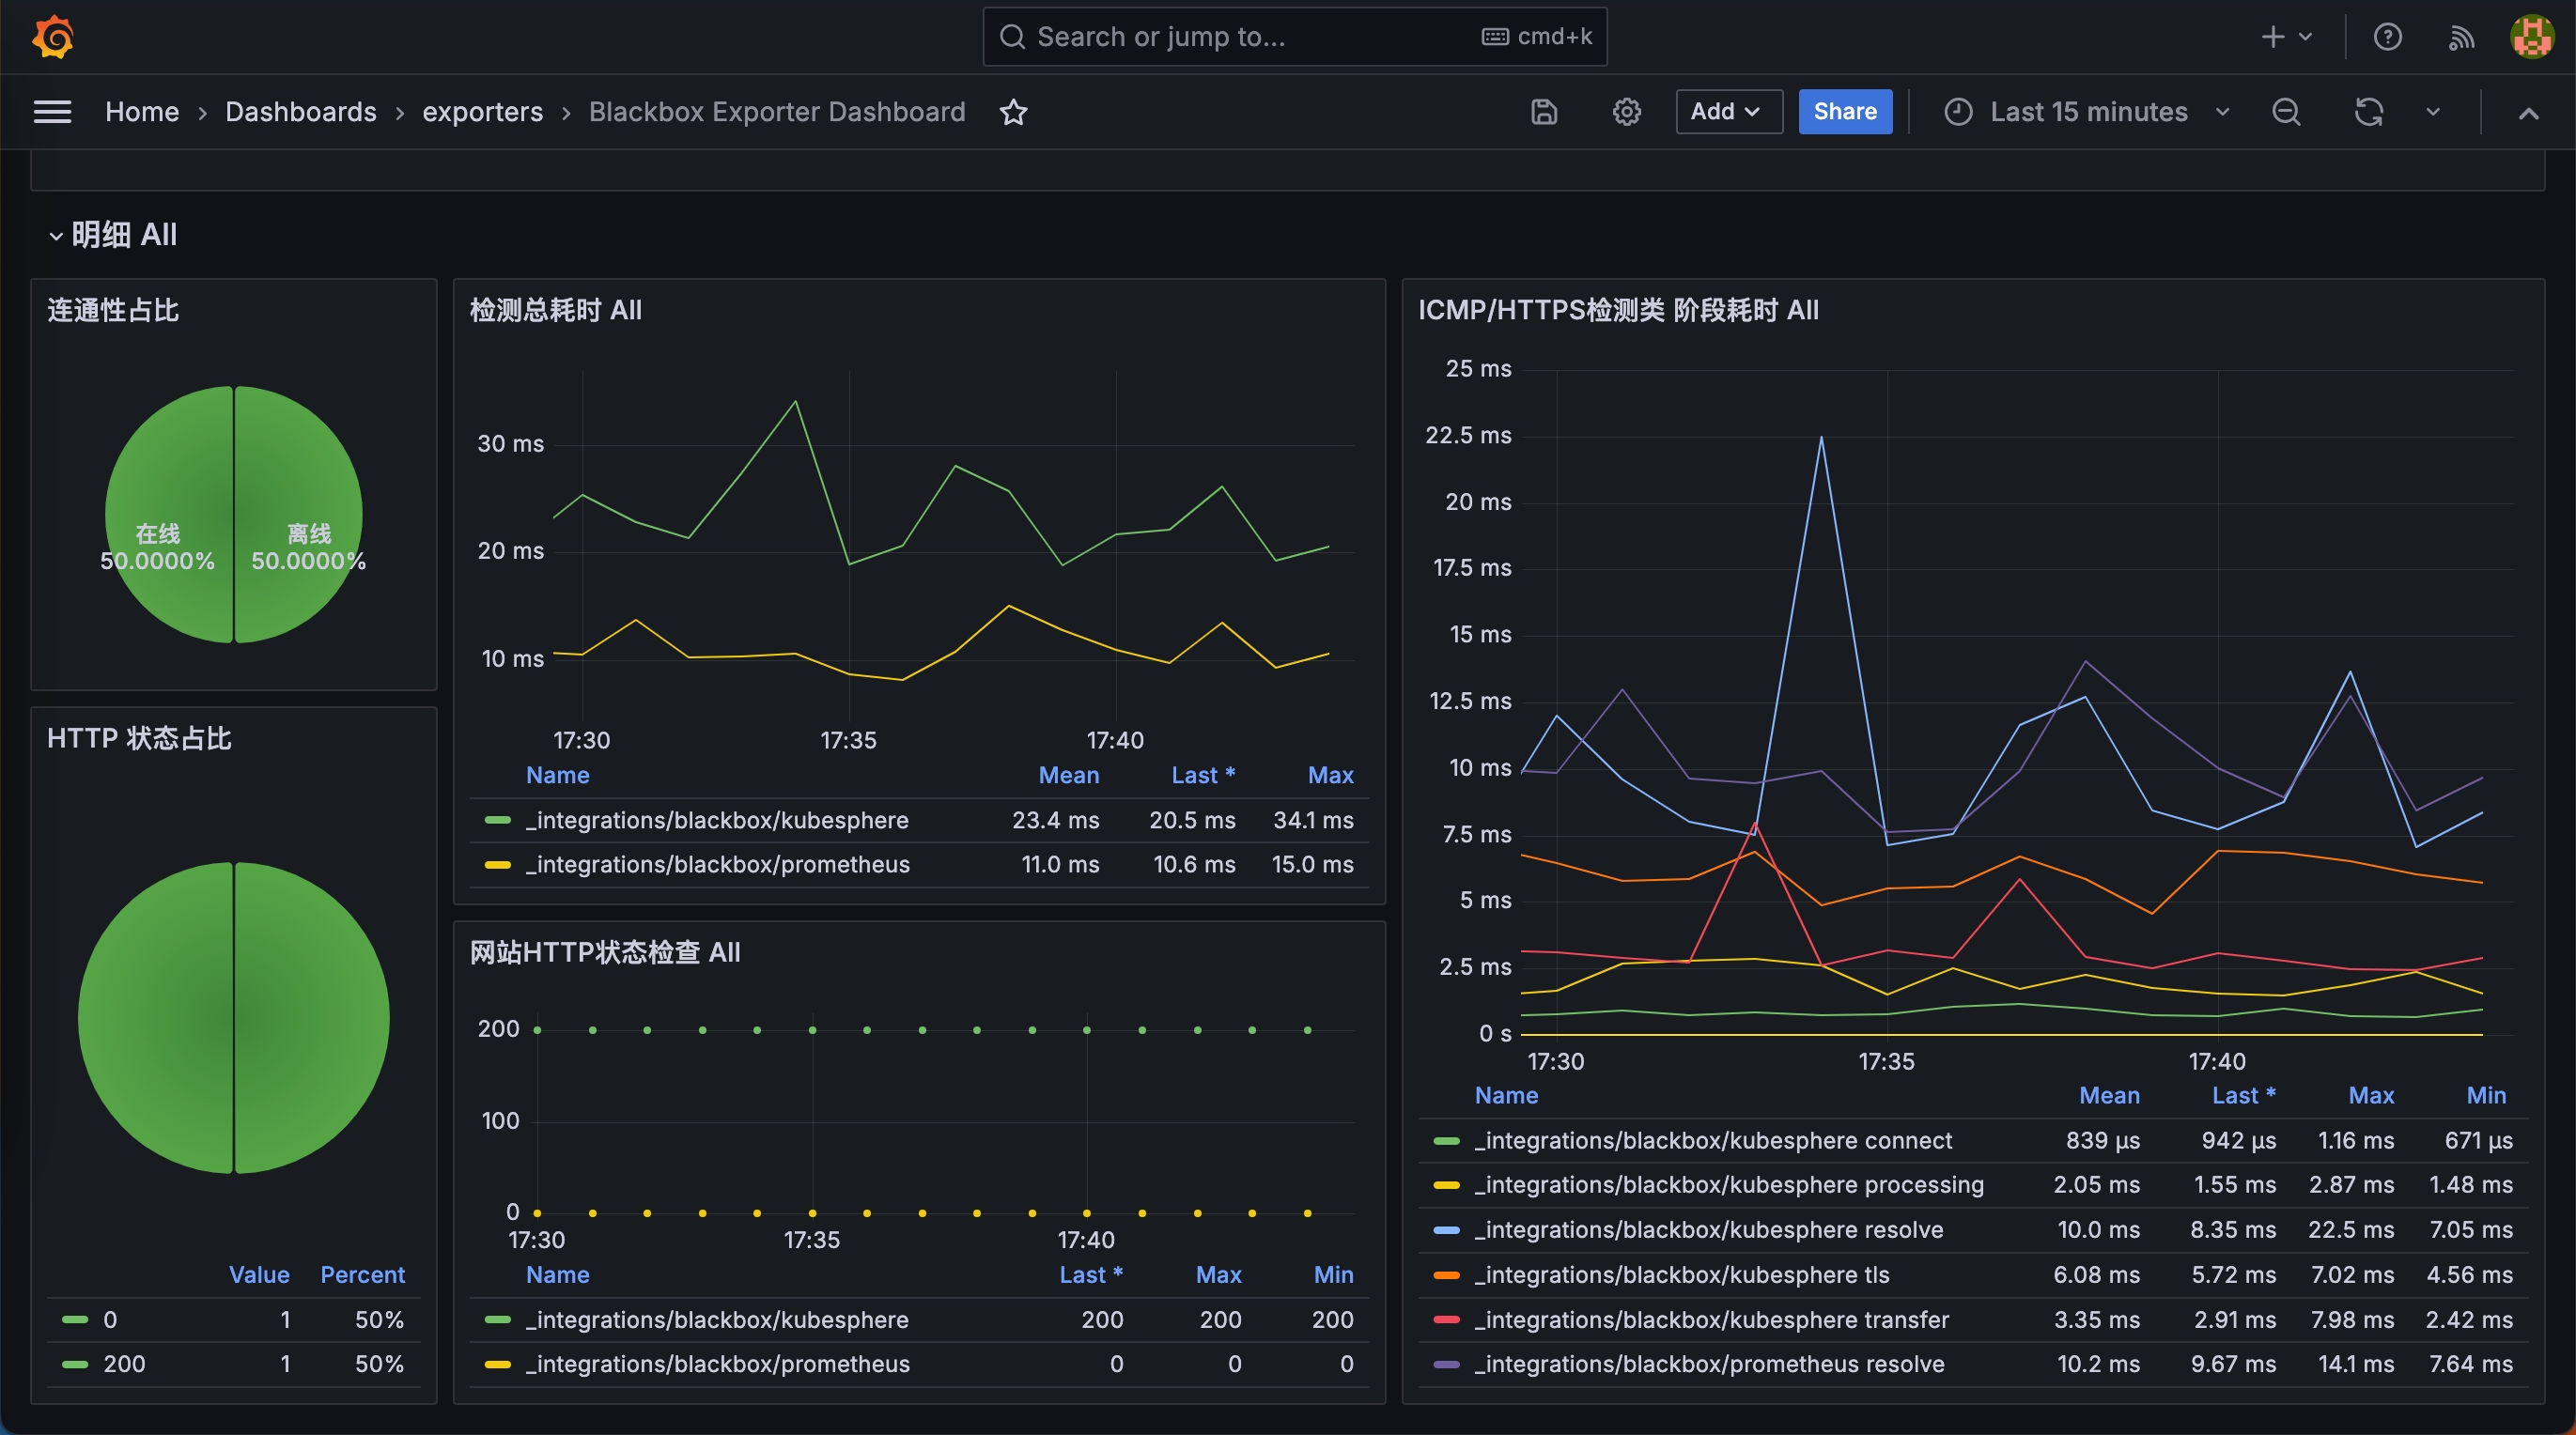 Search or jump to...
cmd+k
Home › Dashboards › exporters › Blackbox Exporter Dashboard
Add
Share
Last 15 minutes
明细 All
连通性占比
在线
50.0000%
离线
50.0000%
HTTP 状态占比
Value Percent
0 1 50%
200 1 50%
检测总耗时 All
30 ms
20 ms
10 ms
17:30 17:35 17:40
Name Mean Last * Max
_integrations/blackbox/kubesphere 23.4 ms 20.5 ms 34.1 ms
_integrations/blackbox/prometheus 11.0 ms 10.6 ms 15.0 ms
网站HTTP状态检查 All
200
100
0
17:30 17:35 17:40
Name Last * Max Min
_integrations/blackbox/kubesphere 200 200 200
_integrations/blackbox/prometheus 0 0 0
ICMP/HTTPS检测类 阶段耗时 All
25 ms
22.5 ms
20 ms
17.5 ms
15 ms
12.5 ms
10 ms
7.5 ms
5 ms
2.5 ms
0 s
17:30 17:35 17:40
Name Mean Last * Max Min
_integrations/blackbox/kubesphere connect 839 µs 942 µs 1.16 ms 671 µs
_integrations/blackbox/kubesphere processing 2.05 ms 1.55 ms 2.87 ms 1.48 ms
_integrations/blackbox/kubesphere resolve 10.0 ms 8.35 ms 22.5 ms 7.05 ms
_integrations/blackbox/kubesphere tls 6.08 ms 5.72 ms 7.02 ms 4.56 ms
_integrations/blackbox/kubesphere transfer 3.35 ms 2.91 ms 7.98 ms 2.42 ms
_integrations/blackbox/prometheus resolve 10.2 ms 9.67 ms 14.1 ms 7.64 ms